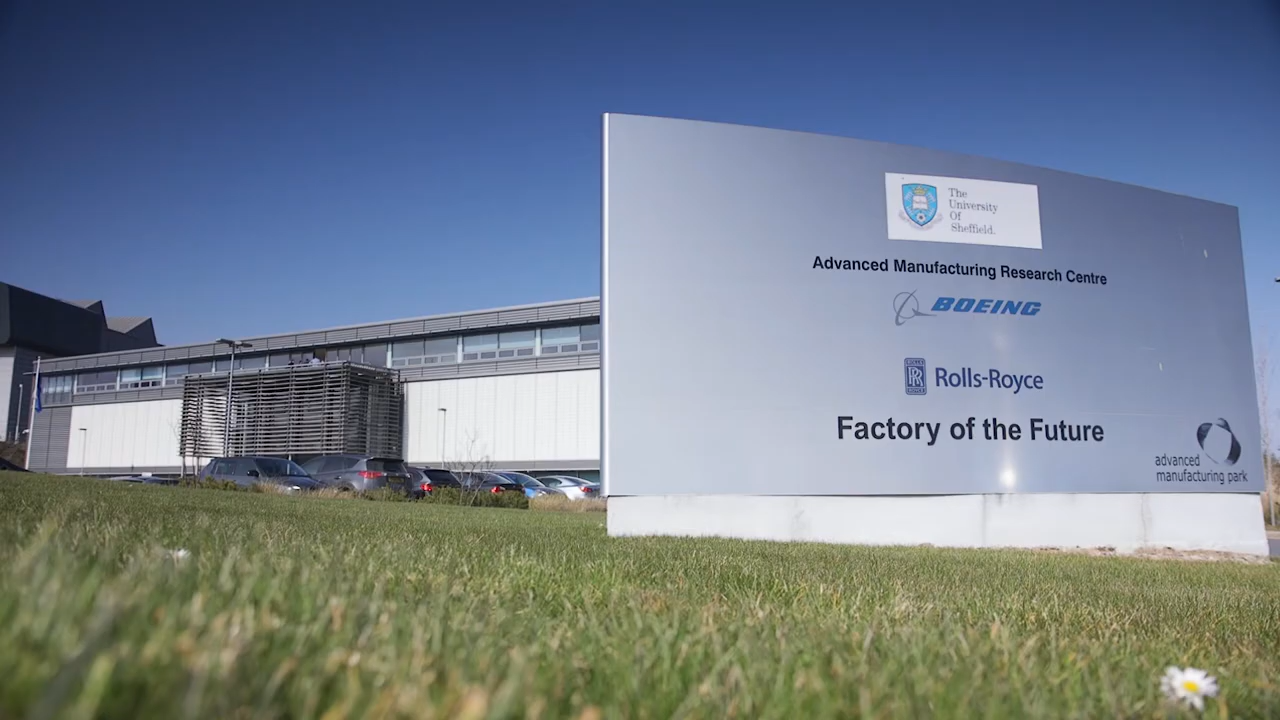 The
University
Of
Sheffield.
Advanced Manufacturing Research Centre
BOEING
Rolls-Royce
Factory of the Future
advanced
manufacturing park